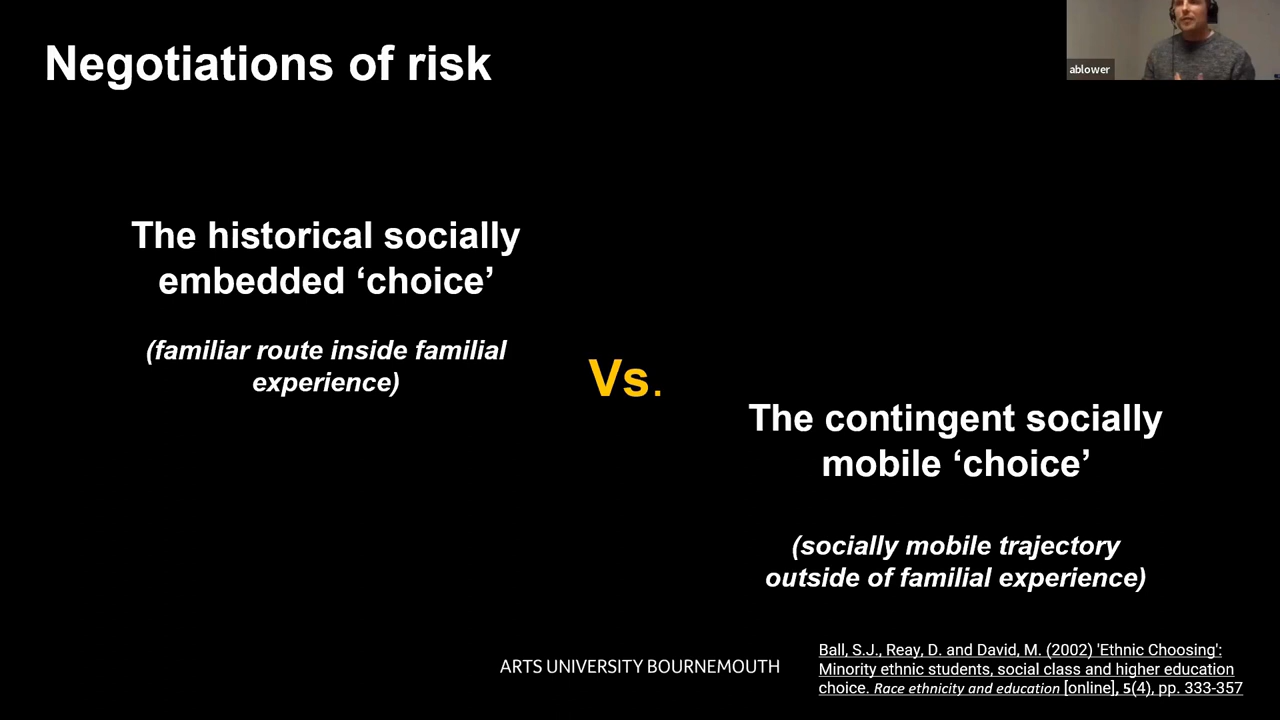 Negotiations of risk
ablower
The historical socially
embedded ‘choice’
(familiar route inside familial
experience)
Vs.
The contingent socially
mobile ‘choice’
(socially mobile trajectory
outside of familial experience)
ARTS UNIVERSITY BOURNEMOUTH
Ball, S.J., Reay, D. and David, M. (2002) 'Ethnic Choosing':
Minority ethnic students, social class and higher education
choice. Race ethnicity and education [online], 5(4), pp. 333-357